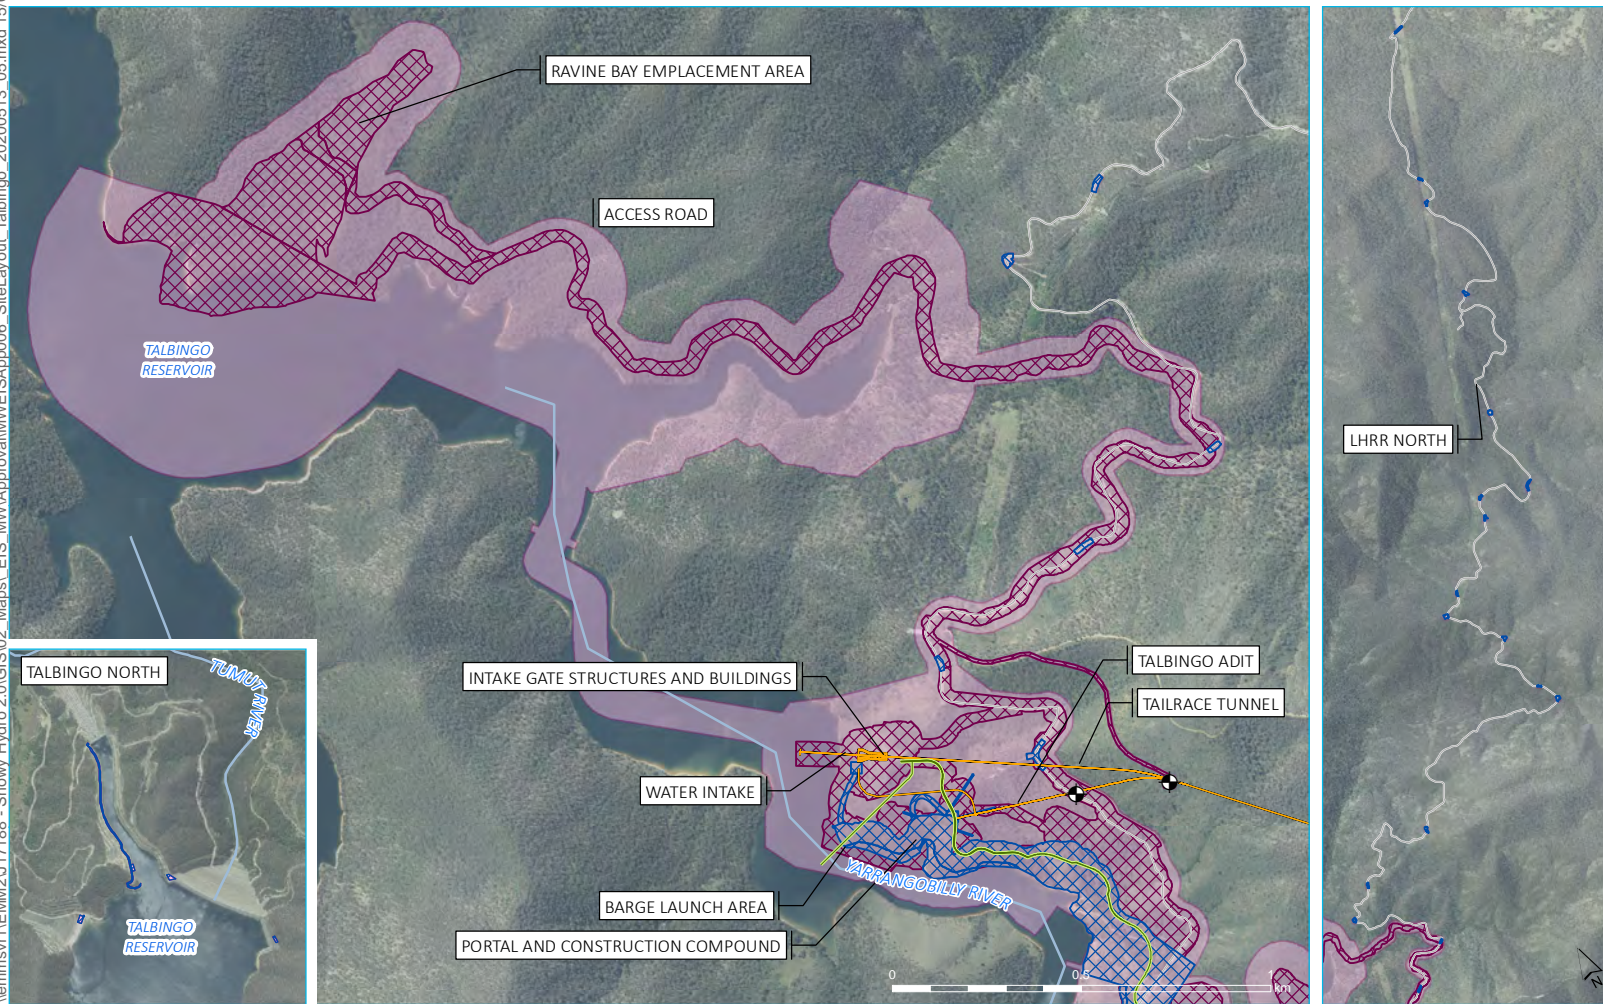 RAVINE BAY EMPLACEMENT AREA
ACCESS ROAD
TALBINGO
RESERVOIR
LHRR NORTH
TALBINGO NORTH
TUMUT
RIVER
TALBINGO
RESERVOIR
INTAKE GATE STRUCTURES AND BUILDINGS
TALBINGO ADIT
TAILRACE TUNNEL
WATER INTAKE
YARRANGOBILLY RIVER
BARGE LAUNCH AREA
PORTAL AND CONSTRUCTION COMPOUND
0 0.5 1
km
N